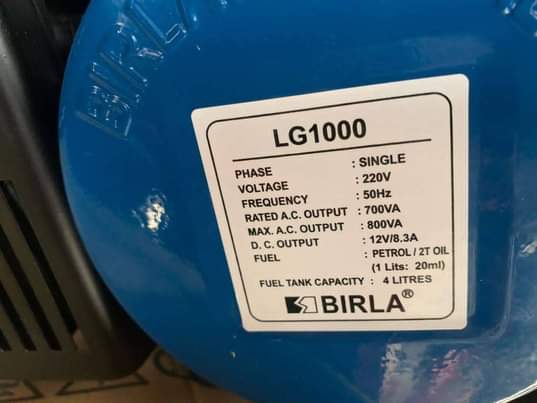 BIRLA
LG1000
PHASE : SINGLE
VOLTAGE : 220V
FREQUENCY : 50Hz
RATED A.C. OUTPUT : 700VA
MAX. A.C. OUTPUT : 800VA
D. C. OUTPUT : 12V/8.3A
FUEL : PETROL / 2T OIL
(1 Lits: 20ml)
FUEL TANK CAPACITY : 4 LITRES
BIRLA®